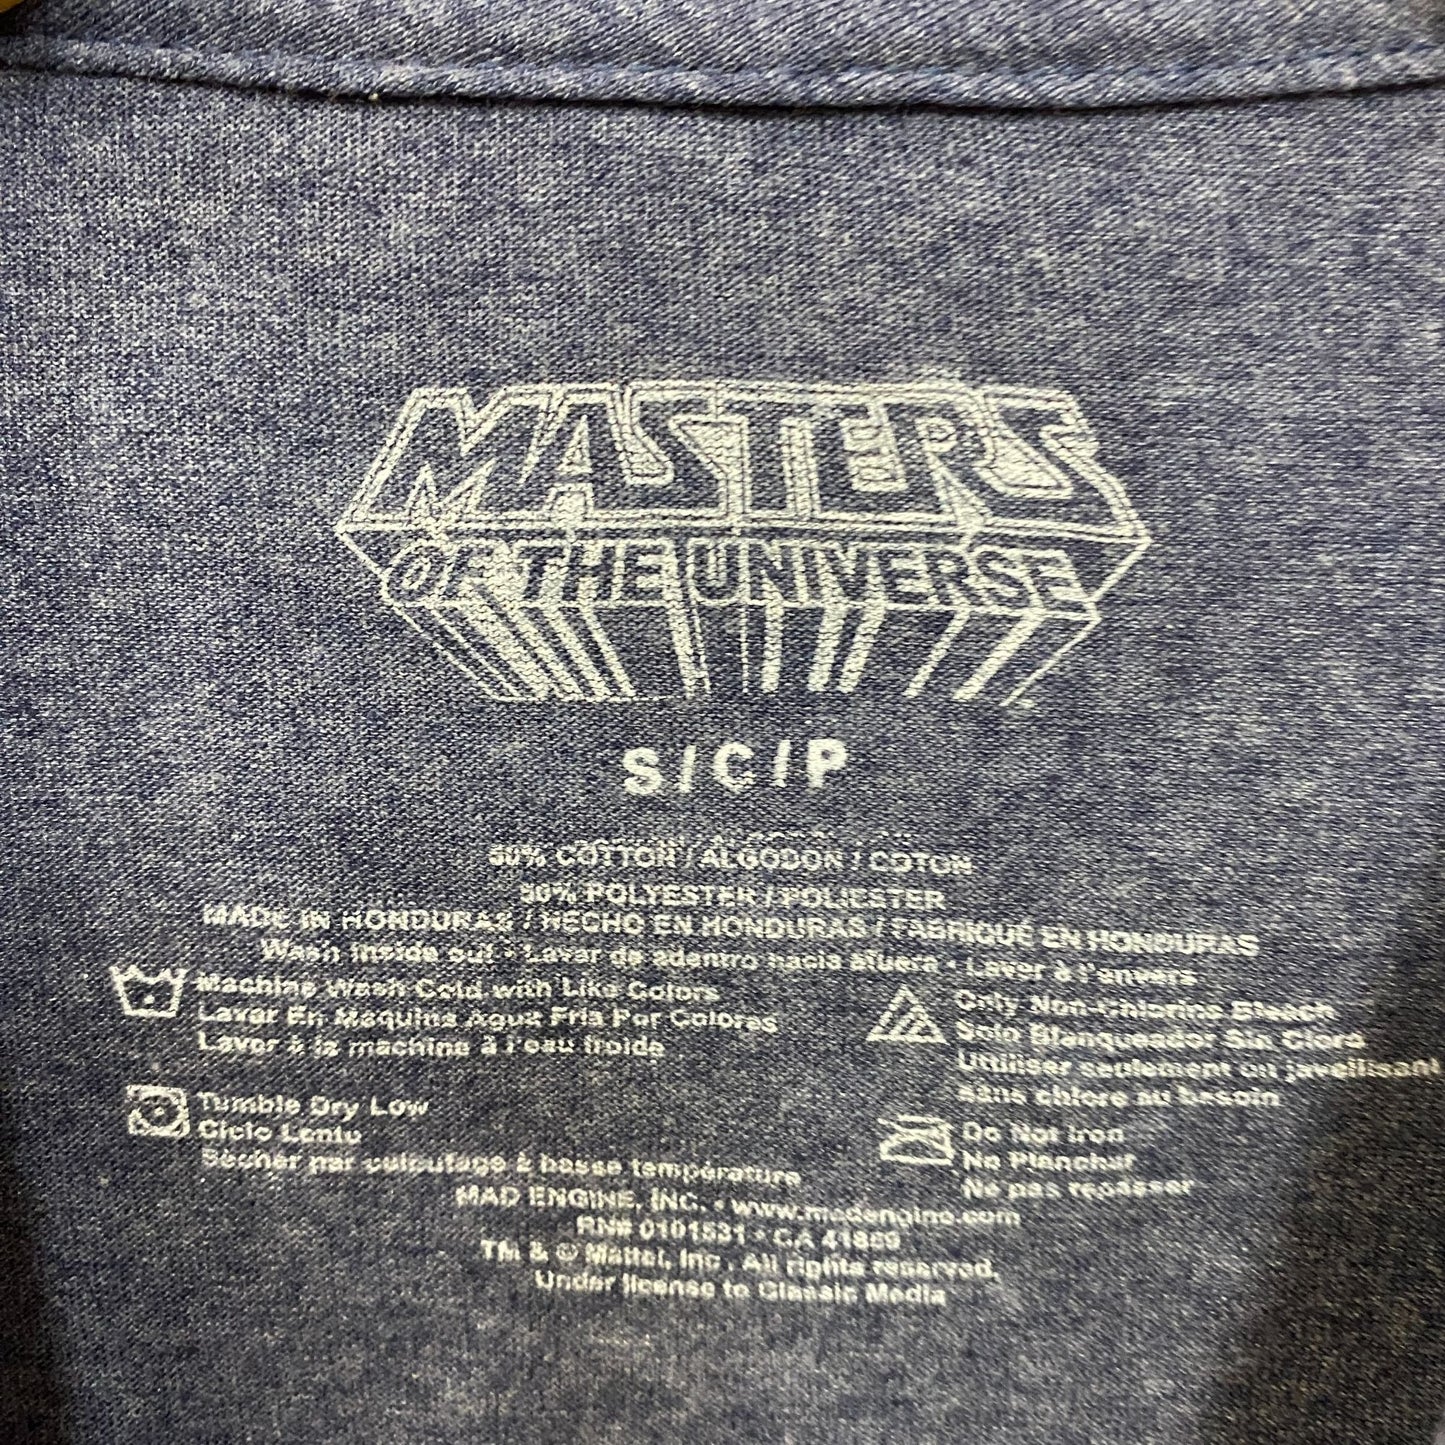 MASTERS
OF THE UNIVERSE
S / C / P
COTTON / ALGODON / COTON
POLYESTER / POLIESTER
MADE IN HONDURAS / HECHO EN HONDURAS / FABRIQUÉ EN HONDURAS
Wash inside out • Lavar de adentro hacia afuera • Laver à l'anvers
Machine Wash Cold with Like Colors
Lavar En Maquina Agua Fria Por Colores
Laver à la machine à l'eau froide
Only Non-Chlorine Bleach
Solo Blanqueador Sin Cloro
Utiliser seulement au javellisant
sans chlore au besoin
Tumble Dry Low
Ciclo Lento
Sécher par culbutage à basse température
Do Not Iron
No Planchar
Ne pas repasser
MAD ENGINE, INC. • www.madengine.com
RN# 0101531 • CA
TM & © Mattel, Inc. All rights reserved.
Under license to Classic Media